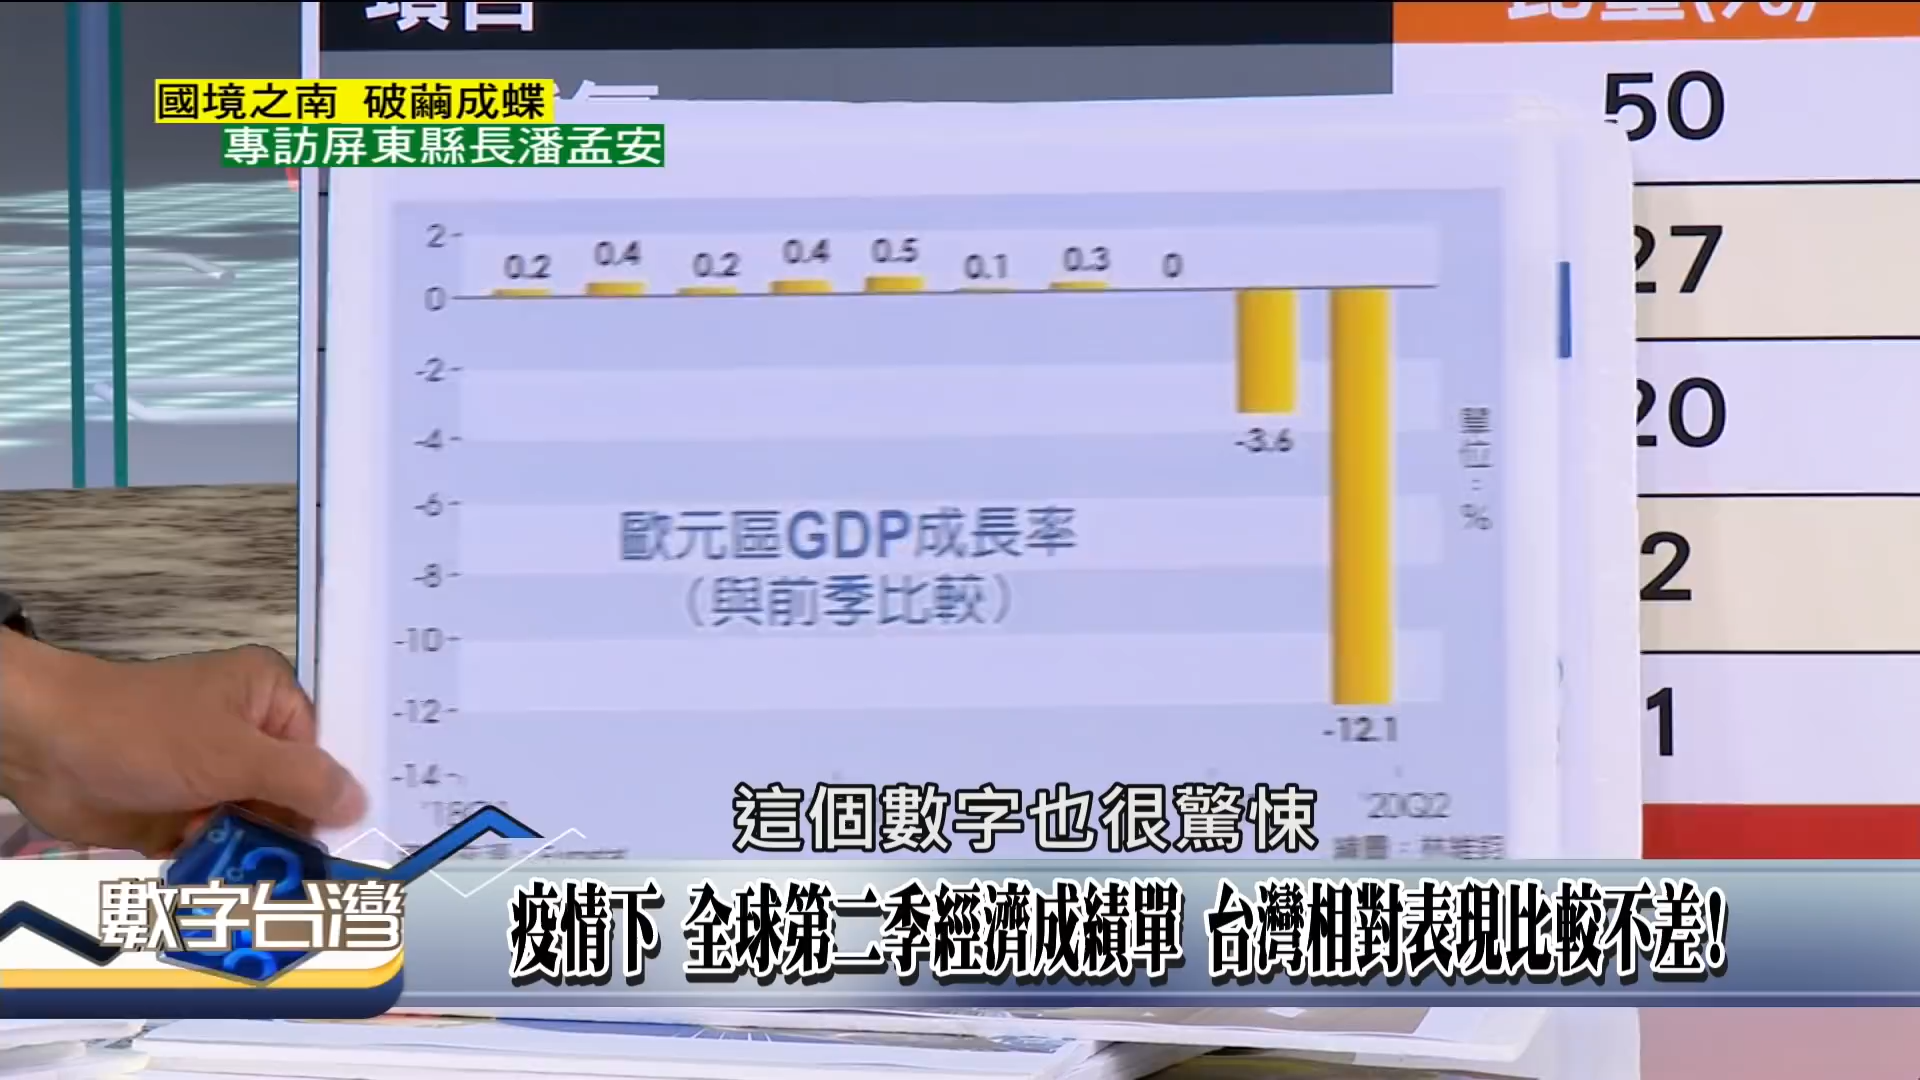 項目
比重(%)
國境之南 破繭成蝶
專訪屏東縣長潘孟安
50
27
20
2
1
2
0
-2
-4
-6
-8
-10
-12
-14
0.2
0.4
0.2
0.4
0.5
0.1
0.3
0
-3.6
-12.1
單位:%
歐元區GDP成長率
(與前季比較)
'20Q2
這個數字也很驚悚
數字台灣
疫情下 全球第二季經濟成績單 台灣相對表現比較不差!